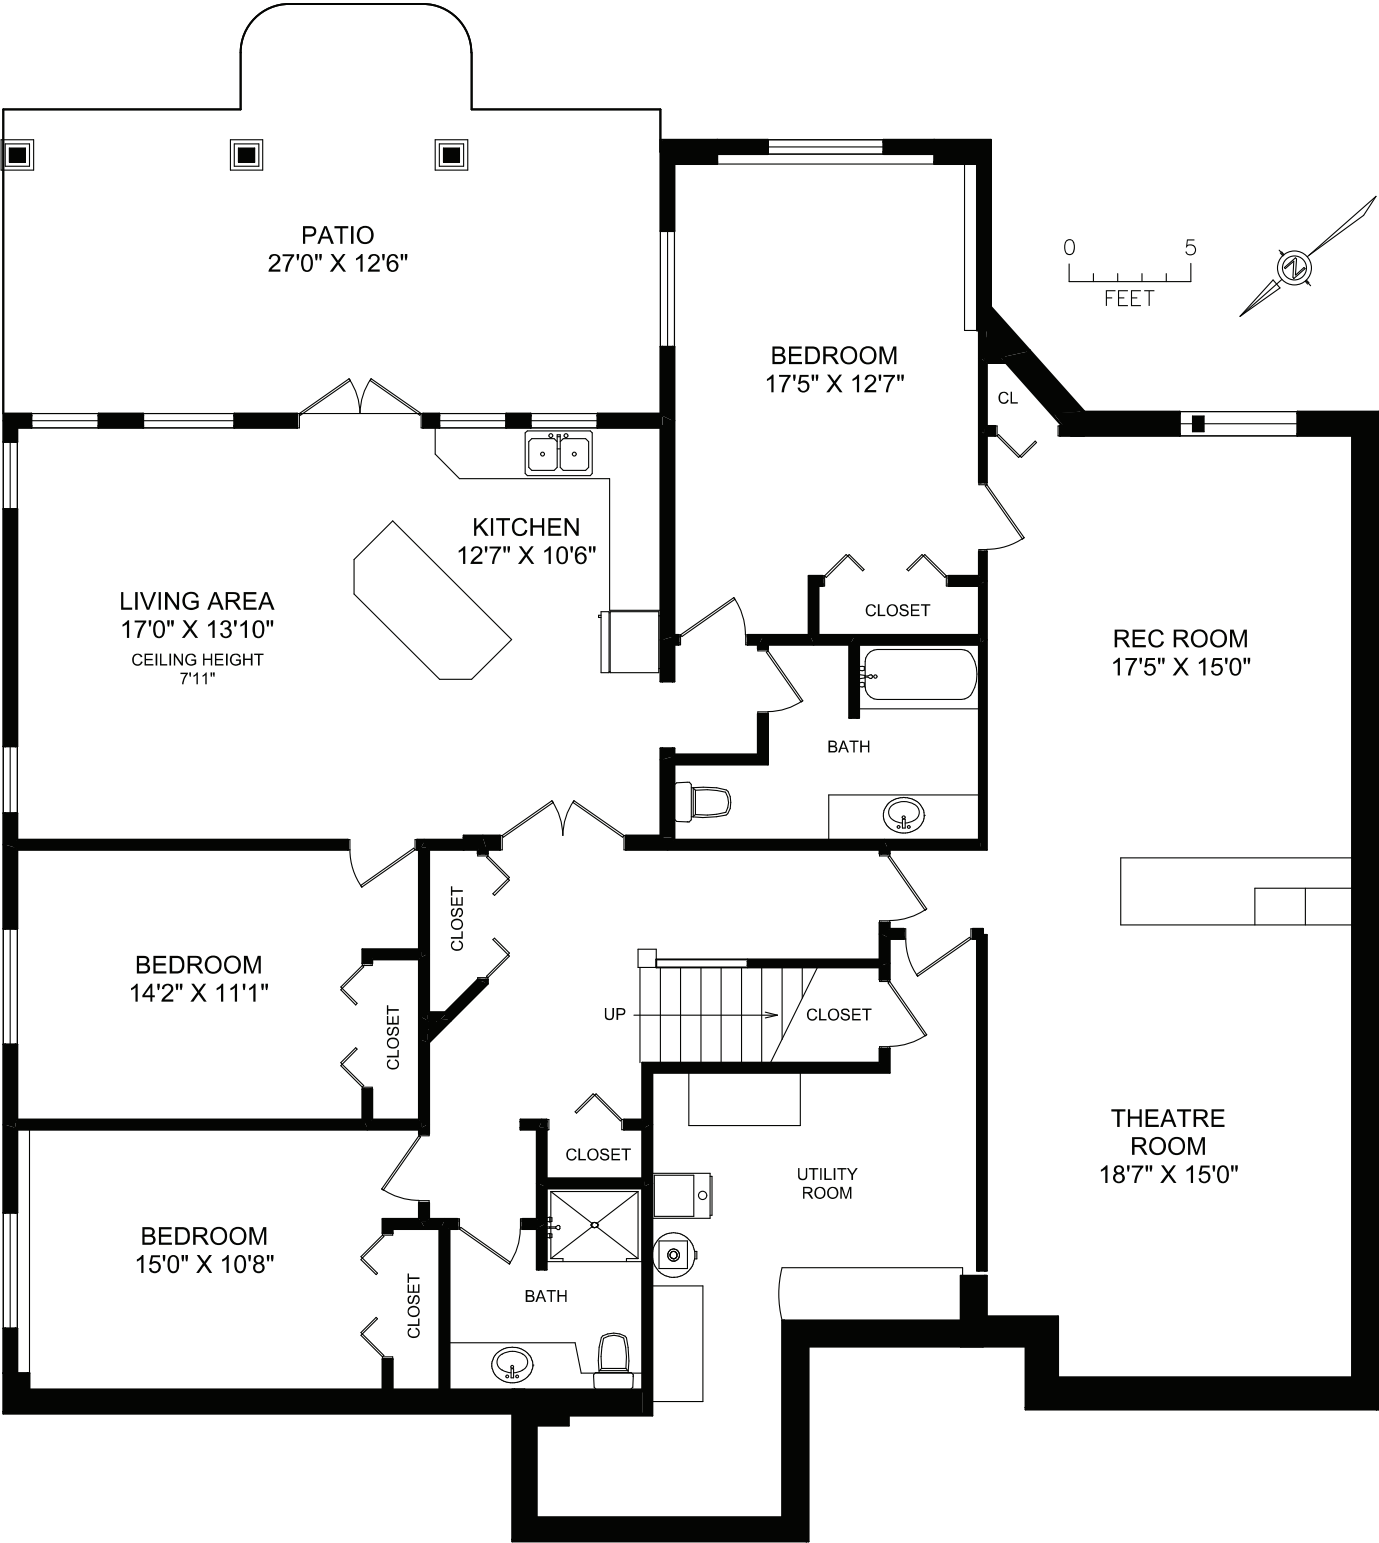 PATIO
27'0" X 12'6"
0 5
FEET
N
BEDROOM
17'5" X 12'7"
CL
KITCHEN
12'7" X 10'6"
LIVING AREA
17'0" X 13'10"
CEILING HEIGHT
7'11"
CLOSET
REC ROOM
17'5" X 15'0"
BATH
CLOSET
BEDROOM
14'2" X 11'1"
CLOSET
UP
CLOSET
THEATRE
ROOM
18'7" X 15'0"
CLOSET
UTILITY
ROOM
BEDROOM
15'0" X 10'8"
CLOSET
BATH